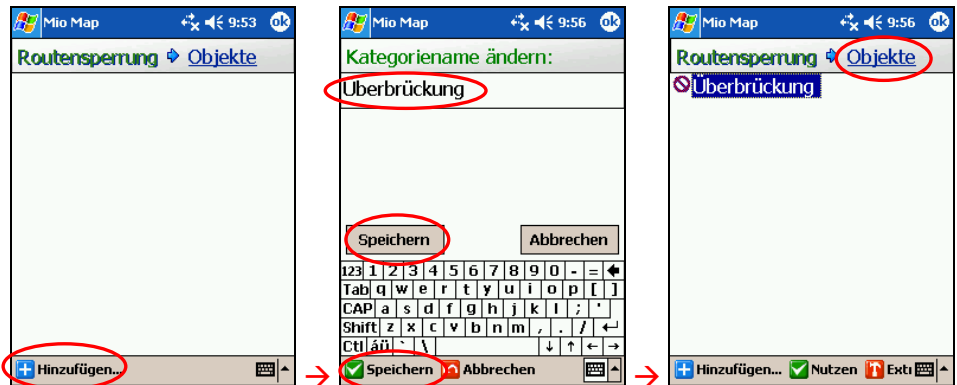 Mio Map 9:53 ok
Routensperrung Objekte
Hinzufügen...
Mio Map 9:56 ok
Kategoriename ändern:
Uberbrückung
Speichern Abbrechen
123 1 2 3 4 5 6 7 8 9 0 - =
Tab q w e r t y u i o p [ ]
CAP a s d f g h j k l ; '
Shift z x c v b n m , . /
Ctl áü ` \
Speichern Abbrechen
Mio Map 9:56 ok
Routensperrung Objekte
Überbrückung
Hinzufügen... Nutzen Extr